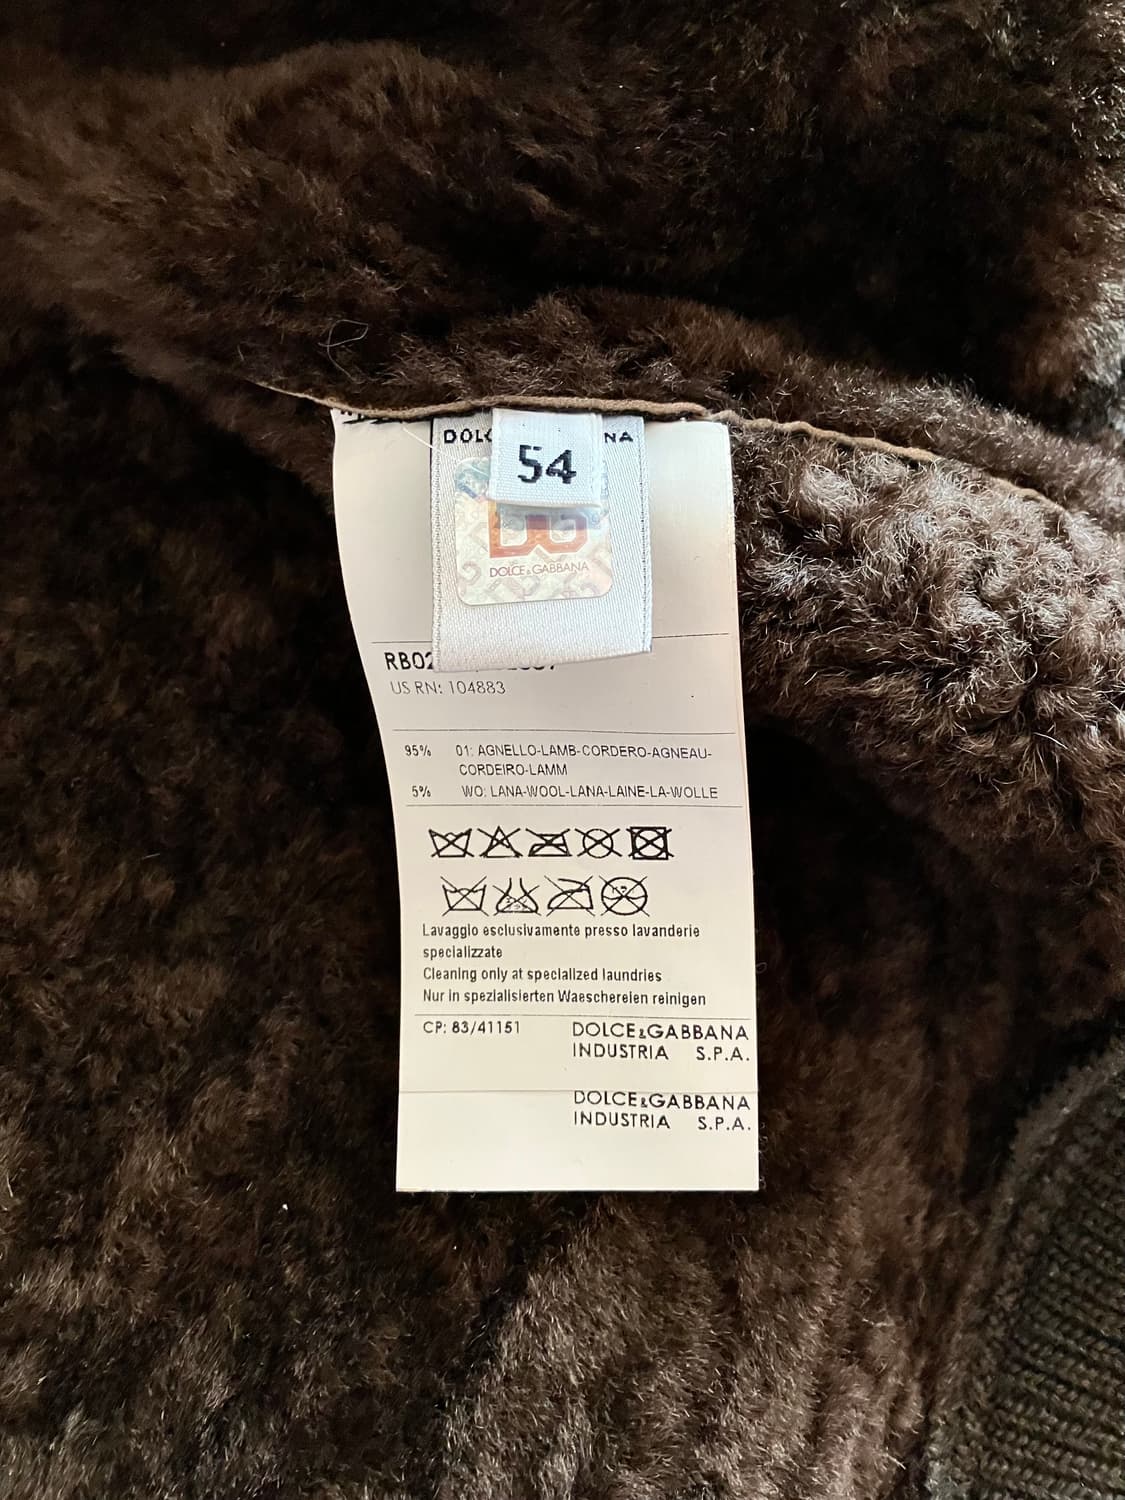 54
DOLCE & GABBANA
US RN: 104883
95% 01: AGNELLO-LAMB-CORDERO-AGNEAU-
CORDEIRO-LAMM
5% WO: LANA-WOOL-LANA-LAINE-LA-WOLLE
Lavaggio esclusivamente presso lavanderie
specializzate
Cleaning only at specialized laundries
Nur in spezialisierten Waeschereien reinigen
CP: 83/41151 DOLCE&GABBANA
INDUSTRIA S.P.A.
DOLCE&GABBANA
INDUSTRIA S.P.A.